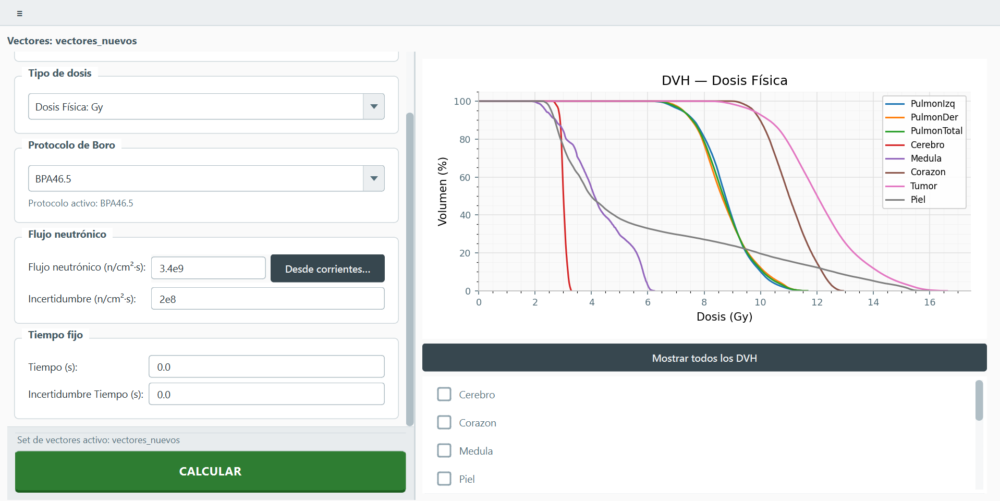 ≡
Vectores: vectores_nuevos
Tipo de dosis
Dosis Física: Gy
Protocolo de Boro
BPA46.5
Protocolo activo: BPA46.5
Flujo neutrónico
Flujo neutrónico (n/cm²·s):
3.4e9
Desde corrientes...
Incertidumbre (n/cm²·s):
2e8
Tiempo fijo
Tiempo (s):
0.0
Incertidumbre Tiempo (s):
0.0
Set de vectores activo: vectores_nuevos
CALCULAR
DVH — Dosis Física
Volumen (%)
100
80
60
40
20
0
0 2 4 6 8 10 12 14 16
Dosis (Gy)
PulmonIzq
PulmonDer
PulmonTotal
Cerebro
Medula
Corazon
Tumor
Piel
Mostrar todos los DVH
Cerebro
Corazon
Medula
Piel